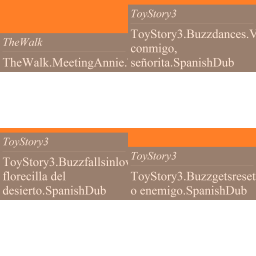 TheWalk
TheWalk.MeetingAnnie.
ToyStory3
ToyStory3.Buzzdances.V
conmigo,
señorita.SpanishDub
ToyStory3
ToyStory3.Buzzfallsinlov
florecilla del
desierto.SpanishDub
ToyStory3
ToyStory3.Buzzgetsreset
o enemigo.SpanishDub